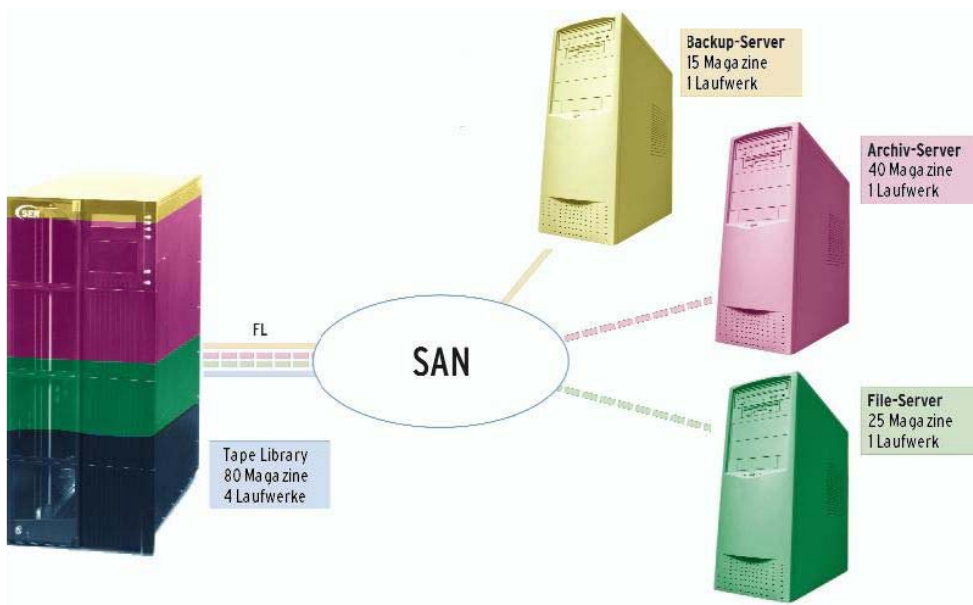 Backup-Server
15 Magazine
1 Laufwerk
Archiv-Server
40 Magazine
1 Laufwerk
SER
FL
SAN
File-Server
25 Magazine
1 Laufwerk
Tape Library
80 Magazine
4 Laufwerke